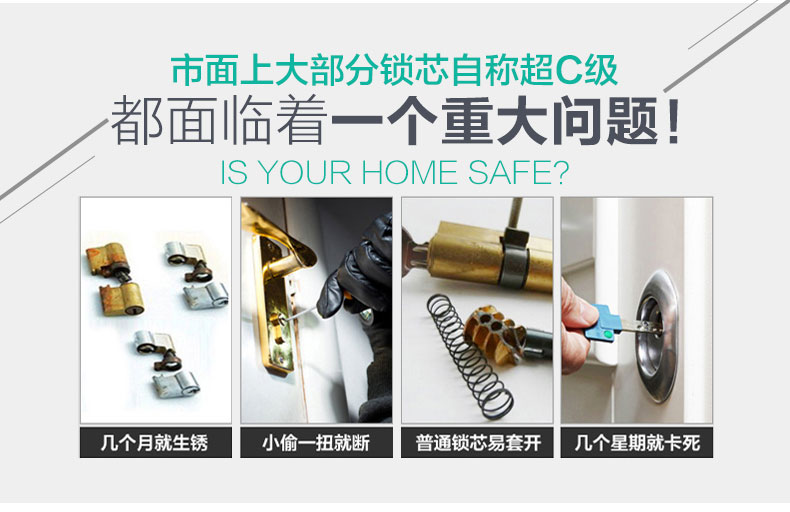 市面上大部分锁芯自称超C级
都面临着一个重大问题！
IS YOUR HOME SAFE?
几个月就生锈
小偷一扭就断
普通锁芯易套开
几个星期就卡死